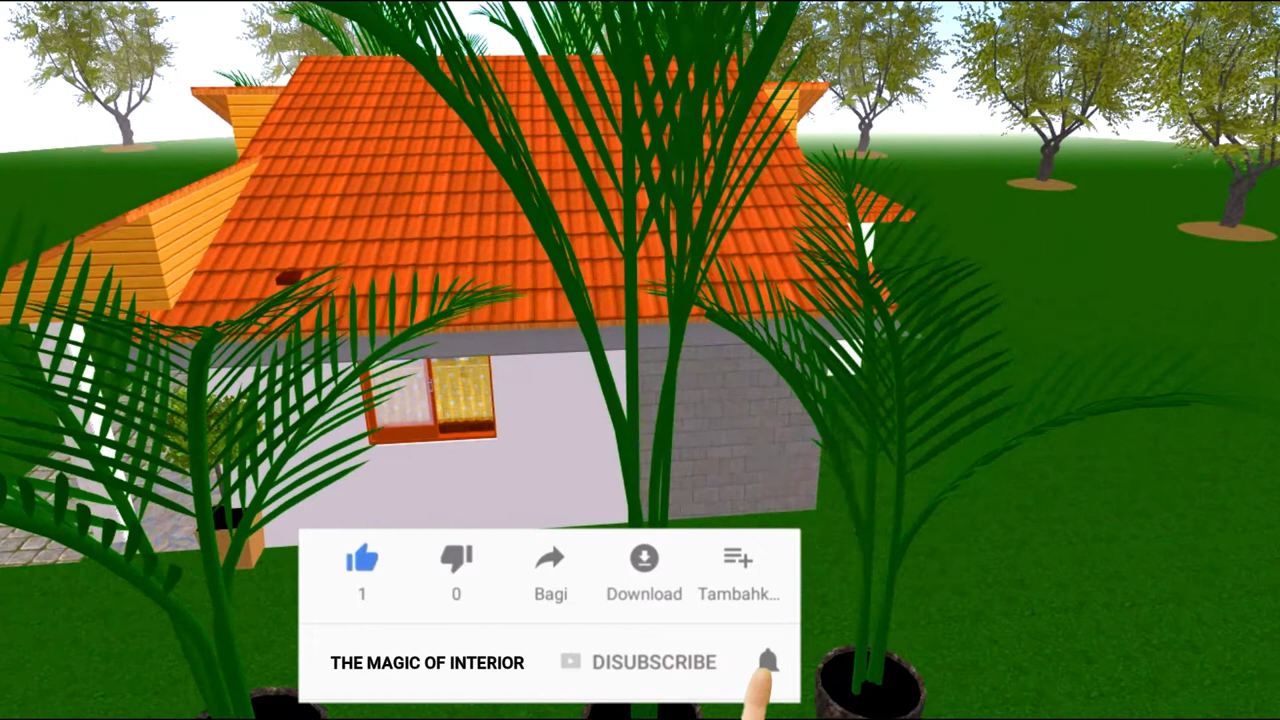 1 0 Bagi Download Tambahk...
THE MAGIC OF INTERIOR DISUBSCRIBE